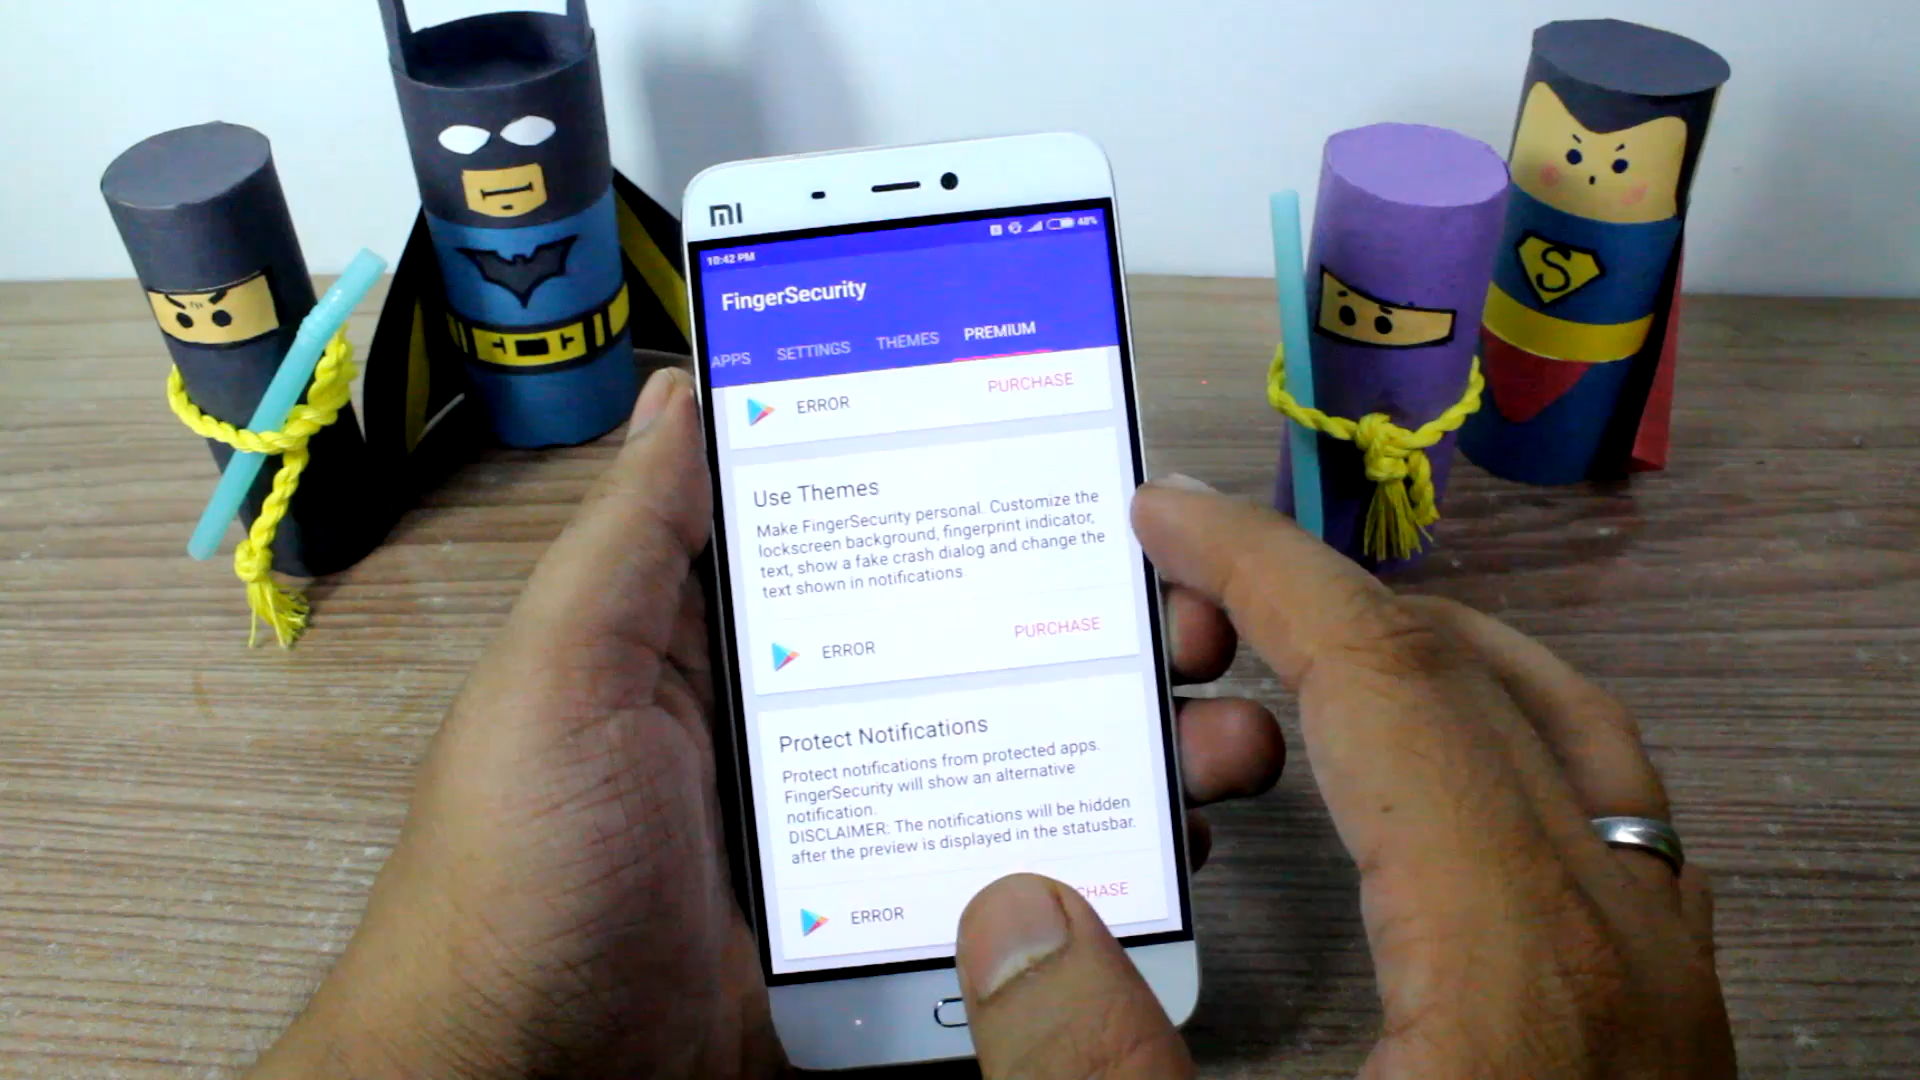 mi
10:42 PM
48%
FingerSecurity
APPS SETTINGS THEMES PREMIUM
ERROR PURCHASE
Use Themes
Make FingerSecurity personal. Customize the
lockscreen background, fingerprint indicator,
text, show a fake crash dialog and change the
text shown in notifications.
ERROR PURCHASE
Protect Notifications
Protect notifications from protected apps.
FingerSecurity will show an alternative
notification.
DISCLAIMER: The notifications will be hidden
after the preview is displayed in the statusbar.
ERROR CHASE
S